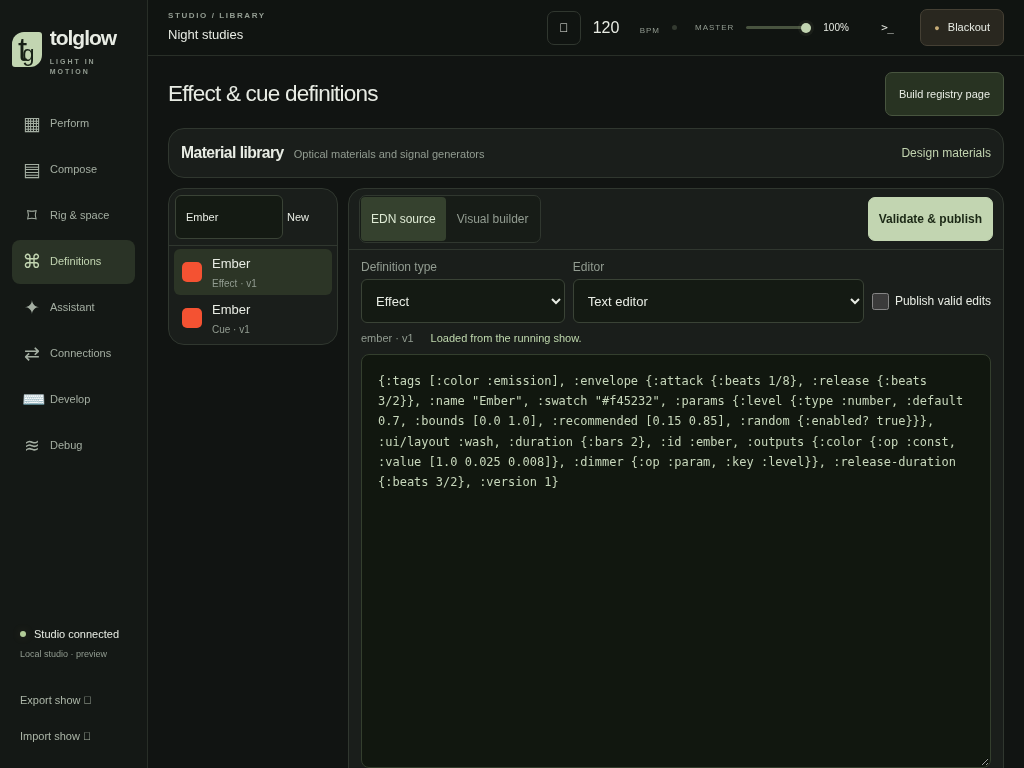 tg tolglow
LIGHT IN
MOTION
Perform
Compose
Rig & space
Definitions
Assistant
Connections
Develop
Debug
Studio connected
Local studio · preview
Export show
Import show
STUDIO / LIBRARY
Night studies
120 BPM
MASTER 100%
>_
Blackout
Effect & cue definitions
Build registry page
Material library Optical materials and signal generators
Design materials
Ember
New
Ember
Effect · v1
Ember
Cue · v1
EDN source Visual builder
Validate & publish
Definition type
Editor
Effect
Text editor
Publish valid edits
ember · v1 Loaded from the running show.
{:tags [:color :emission], :envelope {:attack {:beats 1/8}, :release {:beats
3/2}}, :name "Ember", :swatch "#f45232", :params {:level {:type :number, :default
0.7, :bounds [0.0 1.0], :recommended [0.15 0.85], :random {:enabled? true}}},
:ui/layout :wash, :duration {:bars 2}, :id :ember, :outputs {:color {:op :const,
:value [1.0 0.025 0.008]}, :dimmer {:op :param, :key :level}}, :release-duration
{:beats 3/2}, :version 1}